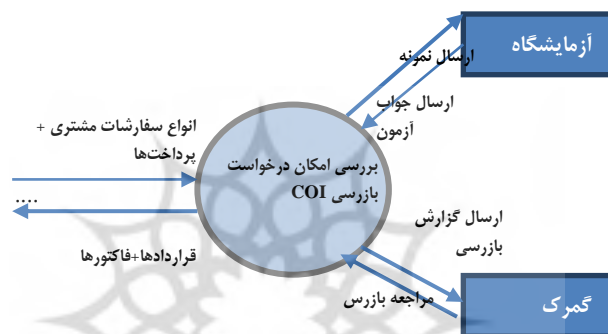 آزمایشگاه
ارسال نمونه
ارسال جواب
آزمون
انواع سفارشات مشتری +
پرداخت‌ها
بررسی امکان درخواست
بازرسی COI
....
ارسال گزارش
بازرسی
قراردادها+فاکتورها
مراجعه بازرس
گمرک